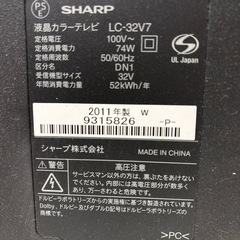 PS
E
SHARP
液晶カラーテレビ LC-32V7
定格電圧 100V~
定格消費電力 74W
定格周波数 50/60Hz
区分名 DN1
受信機型サイズ 32V
年間消費電力量 52kWh/年
S
UL Japan
2011年製 W
9315826 -P-
シャープ株式会社
MADE IN CHINA
高圧注意
サービスマン以外の方は、裏ぶたをあけないでください。
内部には高電圧部分が数多くあり、
万一さわると危険です。
ドルビーラボラトリーズからの実施権に基づき製造されています。
Dolby、ドルビー及びダブルD記号はドルビーラボラトリーズの
商標です。
>PC<